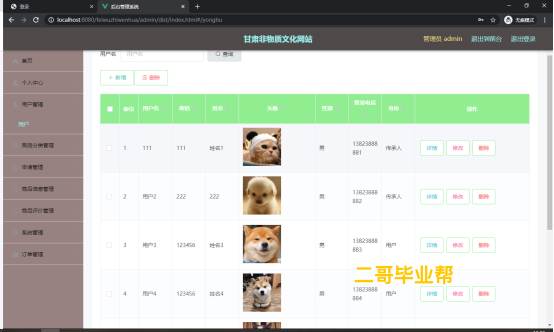 登录
后台管理系统
localhost:8080/feiwuzhiwenhua/admin/dist/index.html#/yonghu
无痕模式
甘肃非物质文化网站
管理员 admin 退出到前台 退出登录
首页
个人中心
用户管理
用户
商品分类管理
申请管理
商品信息管理
商品评价管理
系统管理
订单管理
用户名 用户名 查询
+ 新增 删除
索引 用户名 密码 姓名 头像 性别 联系电话 身份 操作
1 111 111 姓名1 男 13823888881 传承人 详情 修改 删除
2 用户2 222 222 男 13823888882 传承人 详情 修改 删除
3 用户3 123456 姓名3 男 13823888883 用户 详情 修改 删除
4 用户4 123456 姓名4 男 13823888884 用户 详情 修改 删除
二哥毕业帮